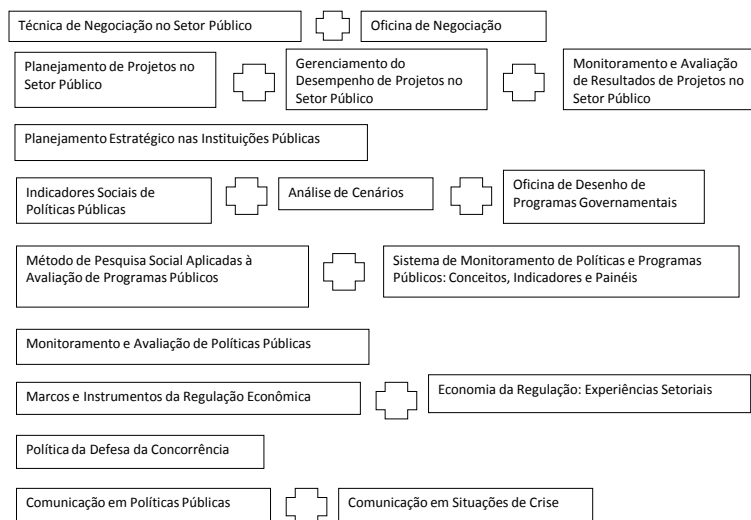 Técnica de Negociação no Setor Público
Oficina de Negociação
Planejamento de Projetos no
Setor Público
Gerenciamento do
Desempenho de Projetos no
Setor Público
Monitoramento e Avaliação
de Resultados de Projetos no
Setor Público
Planejamento Estratégico nas Instituições Públicas
Indicadores Sociais de
Políticas Públicas
Análise de Cenários
Oficina de Desenho de
Programas Governamentais
Método de Pesquisa Social Aplicadas à
Avaliação de Programas Públicos
Sistema de Monitoramento de Políticas e Programas
Públicos: Conceitos, Indicadores e Painéis
Monitoramento e Avaliação de Políticas Públicas
Marcos e Instrumentos da Regulação Econômica
Economia da Regulação: Experiências Setoriais
Política da Defesa da Concorrência
Comunicação em Políticas Públicas
Comunicação em Situações de Crise